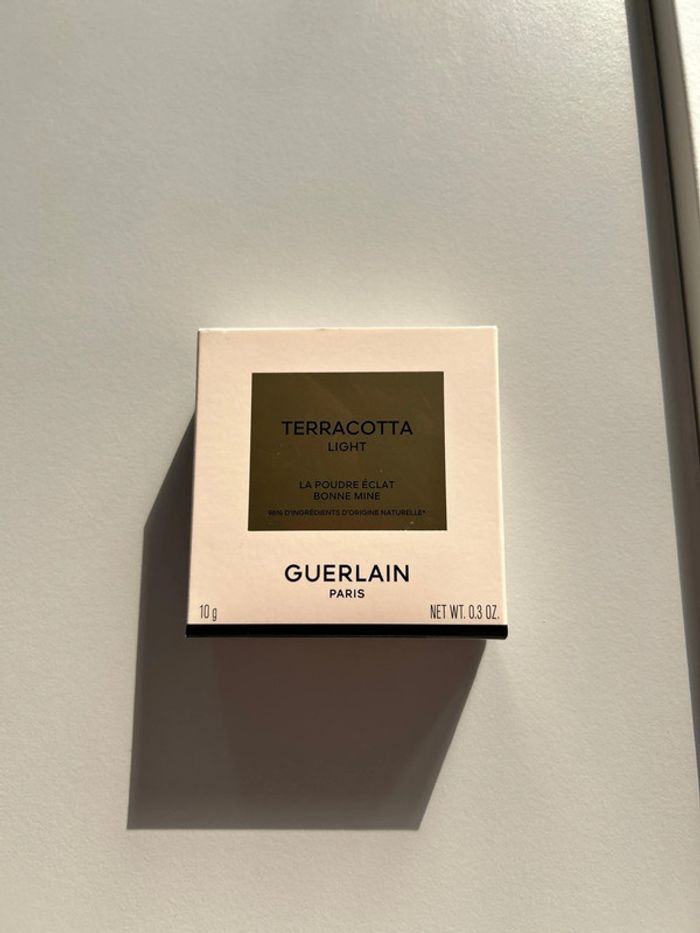 TERRACOTTA
LIGHT
LA POUDRE ÉCLAT
BONNE MINE
96% D'INGRÉDIENTS D'ORIGINE NATURELLE*
GUERLAIN
PARIS
10 g
NET WT. 0.3 OZ.